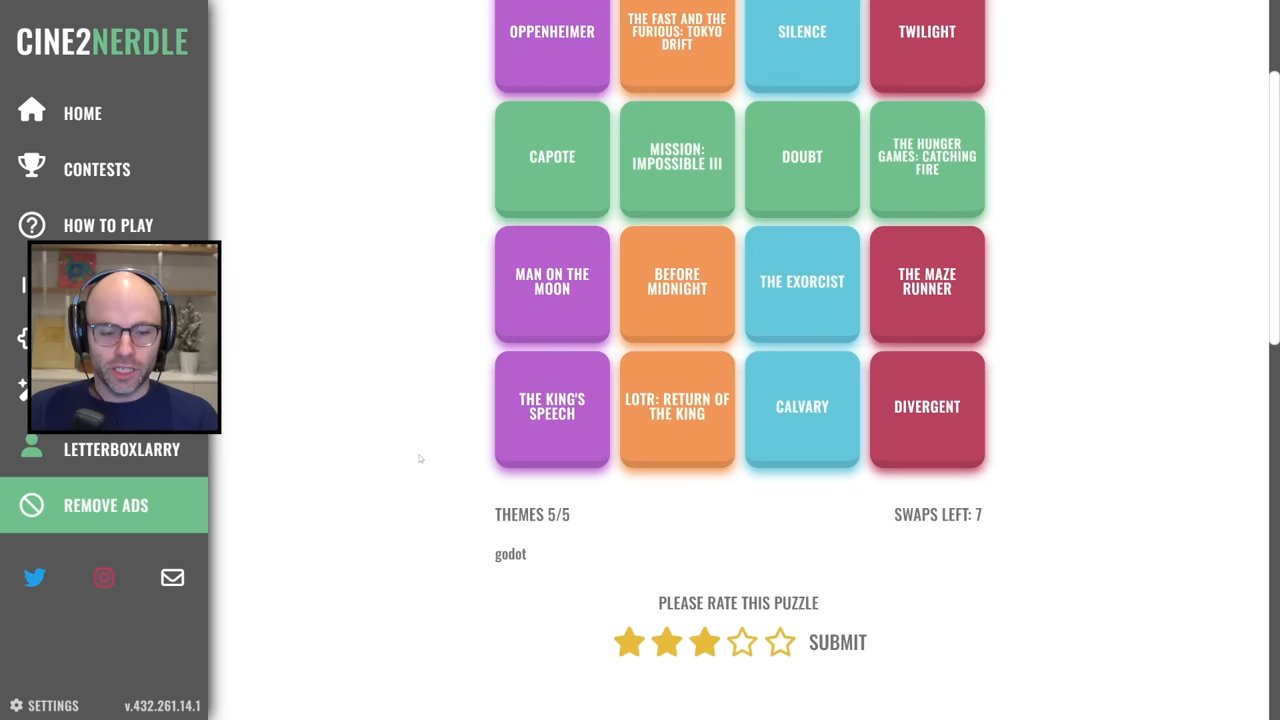 CINE2NERDLE
HOME
CONTESTS
HOW TO PLAY
LETTERBOXLARRY
REMOVE ADS
SETTINGS
v.432.261.14.1
OPPENHEIMER
THE FAST AND THE
FURIOUS: TOKYO
DRIFT
SILENCE
TWILIGHT
CAPOTE
MISSION:
IMPOSSIBLE III
DOUBT
THE HUNGER
GAMES: CATCHING
FIRE
MAN ON THE
MOON
BEFORE
MIDNIGHT
THE EXORCIST
THE MAZE
RUNNER
THE KING'S
SPEECH
LOTR: RETURN OF
THE KING
CALVARY
DIVERGENT
THEMES 5/5
SWAPS LEFT: 7
godot
PLEASE RATE THIS PUZZLE
SUBMIT